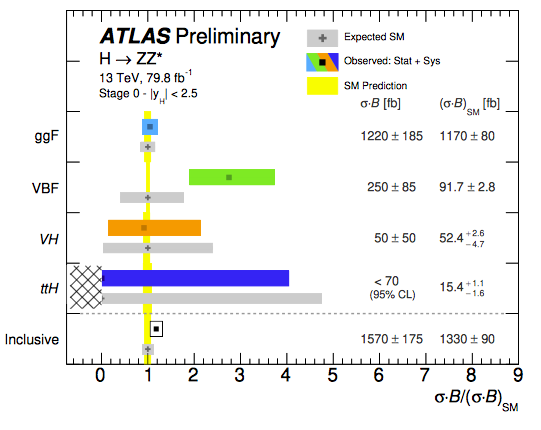 ATLAS Preliminary
H → ZZ*
13 TeV, 79.8 fb⁻¹
Stage 0 - |y_H| < 2.5
Expected SM
Observed: Stat + Sys
SM Prediction
σ·B [fb] (σ·B)_SM [fb]
ggF 1220 ± 185 1170 ± 80
VBF 250 ± 85 91.7 ± 2.8
VH 50 ± 50 52.4 +2.6 −4.7
ttH < 70 (95% CL) 15.4 +1.1 −1.6
Inclusive 1570 ± 175 1330 ± 90
0 1 2 3 4 5 6 7 8 9
σ·B/(σ·B)_SM